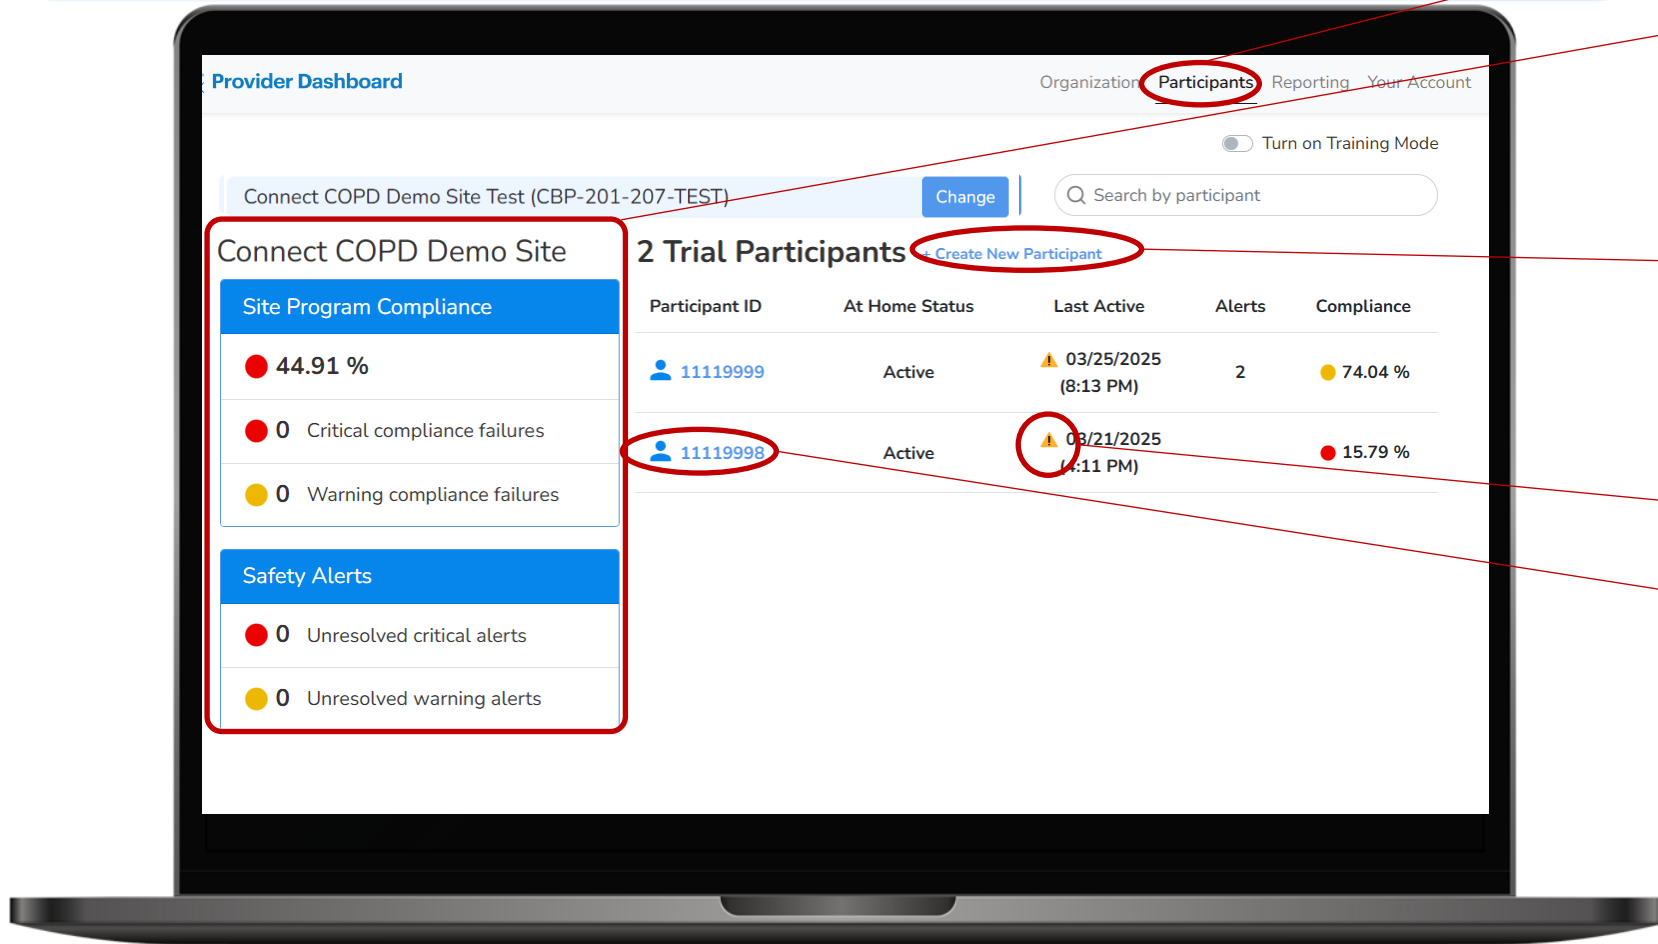 Provider Dashboard
Organization Participants Reporting Your Account
Turn on Training Mode
Connect COPD Demo Site Test (CBP-201-207-TEST) Change Search by participant
Connect COPD Demo Site
Site Program Compliance
44.91 %
0 Critical compliance failures
0 Warning compliance failures
Safety Alerts
0 Unresolved critical alerts
0 Unresolved warning alerts
2 Trial Participants + Create New Participant
Participant ID At Home Status Last Active Alerts Compliance
11119999 Active 03/25/2025 2 74.04 %
(8:13 PM)
11119998 Active 03/21/2025 15.79 %
(4:11 PM)